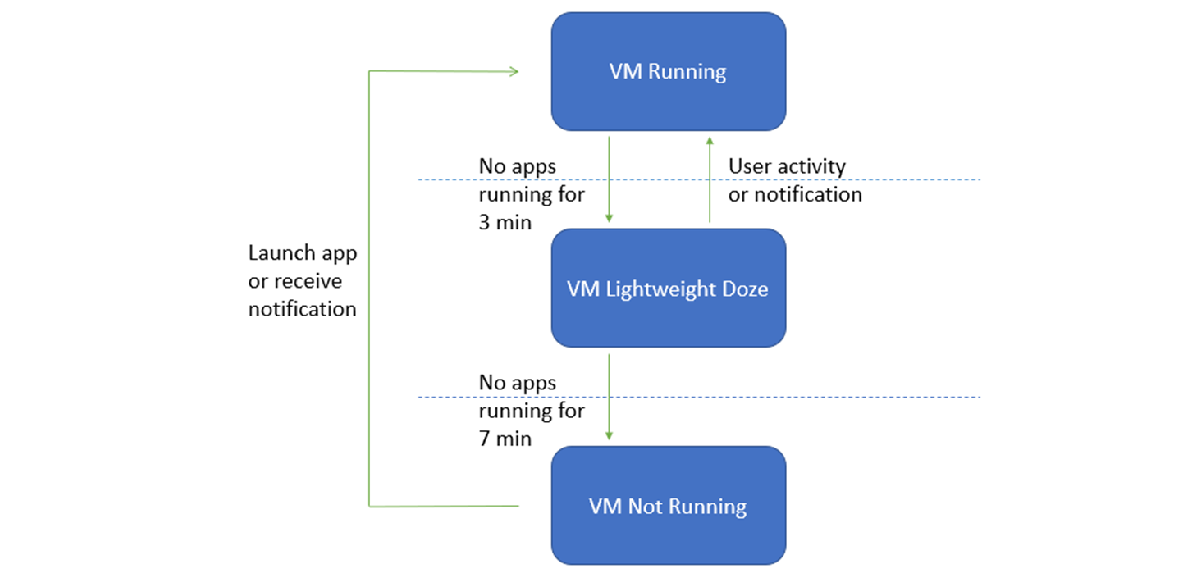 VM Running
No apps
running for
3 min
User activity
or notification
Launch app
or receive
notification
VM Lightweight Doze
No apps
running for
7 min
VM Not Running